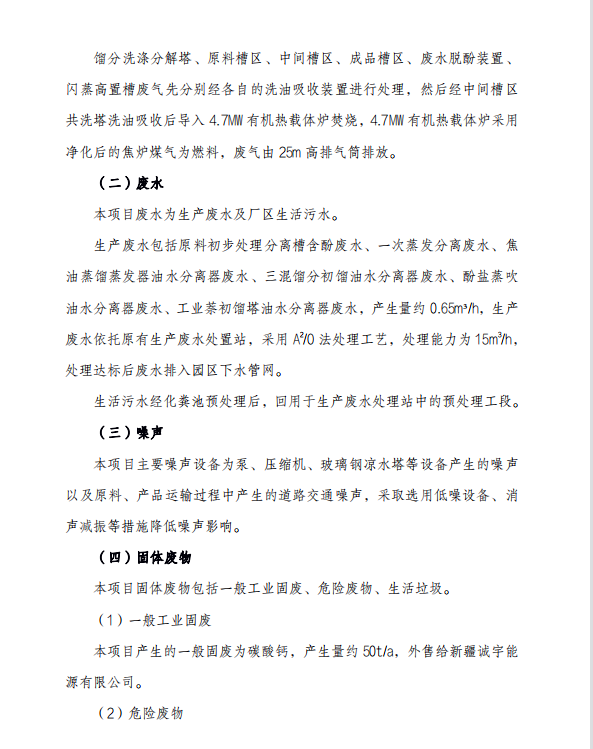 馏分洗涤分解塔、原料槽区、中间槽区、成品槽区、废水脱酚装置、
闪蒸高置槽废气先分别经各自的洗油吸收装置进行处理，然后经中间槽区
共洗塔洗油吸收后导入 4.7MW 有机热载体炉焚烧，4.7MW 有机热载体炉采用
净化后的焦炉煤气为燃料，废气由 25m 高排气筒排放。
（二）废水
本项目废水为生产废水及厂区生活污水。
生产废水包括原料初步处理分离槽含酚废水、一次蒸发分离废水、焦
油蒸馏蒸发器油水分离器废水、三混馏分初馏油水分离器废水、酚盐蒸吹
油水分离器废水、工业萘初馏塔油水分离器废水，产生量约 0.65m³/h，生产
废水依托原有生产废水处置站，采用 A²/O 法处理工艺，处理能力为 15m³/h，
处理达标后废水排入园区下水管网。
生活污水经化粪池预处理后，回用于生产废水处理站中的预处理工段。
（三）噪声
本项目主要噪声设备为泵、压缩机、玻璃钢凉水塔等设备产生的噪声
以及原料、产品运输过程中产生的道路交通噪声，采取选用低噪设备、消
声减振等措施降低噪声影响。
（四）固体废物
本项目固体废物包括一般工业固废、危险废物、生活垃圾。
（1）一般工业固废
本项目产生的一般固废为碳酸钙，产生量约 50t/a，外售给新疆诚宇能
源有限公司。
（2）危险废物